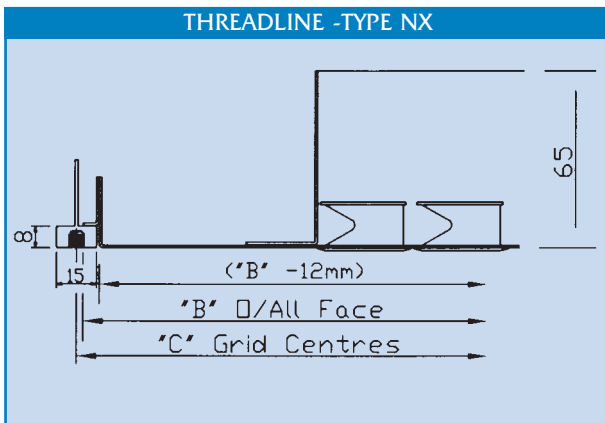 THREADLINE -TYPE NX
65
8
15
("B" -12mm)
"B" O/All Face
"C" Grid Centres